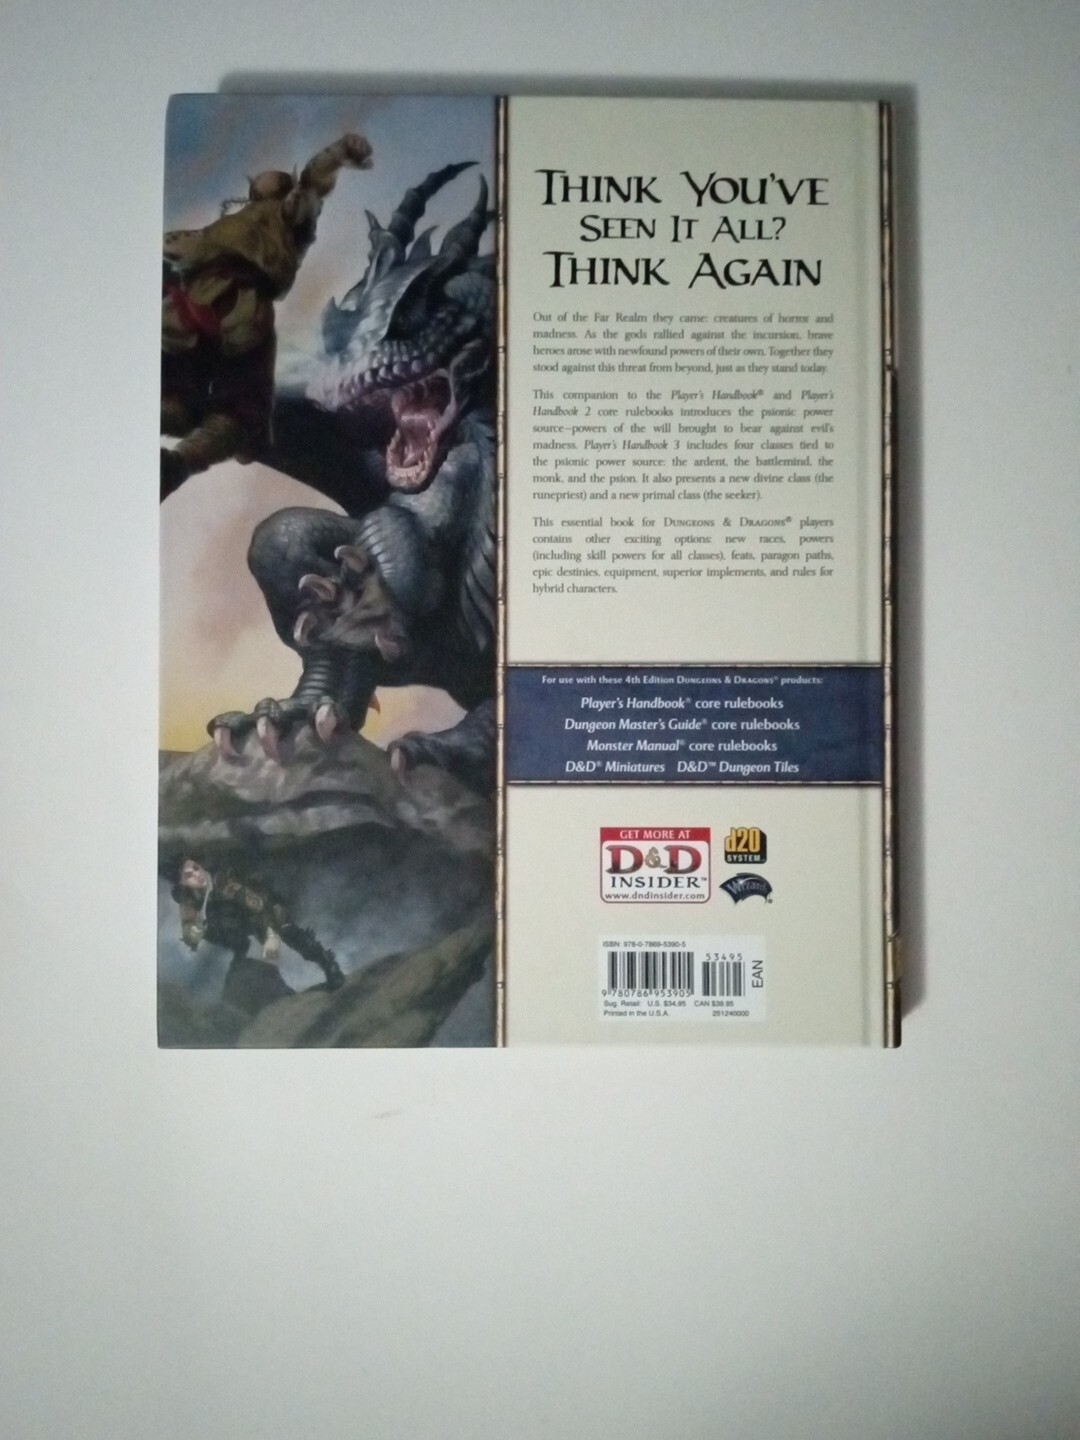 THINK YOU'VE
SEEN IT ALL?
THINK AGAIN
Out of the Far Realm they came: creatures of horror and
madness. As the gods rallied against the incursion, brave
heroes arose with newfound powers of their own. Together they
stood against this threat from beyond, just as they stand today.
This companion to the Player's Handbook® and Player's
Handbook 2 core rulebooks introduces the psionic power
source—powers of the will brought to bear against evil's
madness. Player's Handbook 3 includes four classes tied to
the psionic power source: the ardent, the battlemind, the
monk, and the psion. It also presents a new divine class (the
runepriest) and a new primal class (the seeker).
This essential book for DUNGEONS & DRAGONS® players
contains other exciting options: new races, powers
(including skill powers for all classes), feats, paragon paths,
epic destinies, equipment, superior implements, and rules for
hybrid characters.
For use with these 4th Edition DUNGEONS & DRAGONS® products:
Player's Handbook® core rulebooks
Dungeon Master's Guide® core rulebooks
Monster Manual® core rulebooks
D&D® Miniatures D&D™ Dungeon Tiles
GET MORE AT
D&D
INSIDER™
www.dndinsider.com
d20
SYSTEM
Wizards®
ISBN: 978-0-7869-5390-5
53495
9 780786 953905
EAN
Sug. Retail: U.S. $34.95 CAN $39.95
Printed in the U.S.A. 251240000